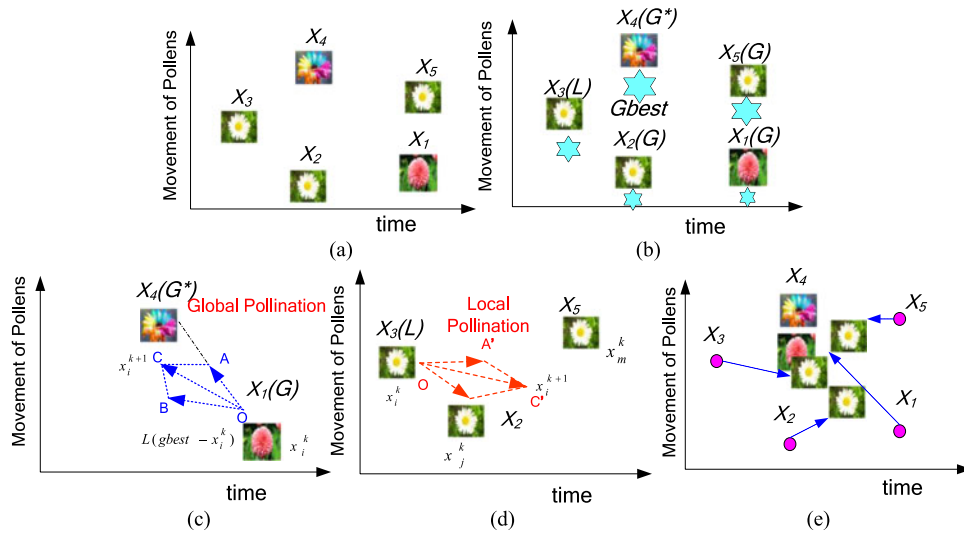 Movement of Pollens
X₄
X₃
X₅
X₂
X₁
time
(a)
Movement of Pollens
X₄(G*)
X₃(L)
X₅(G)
Gbest
X₂(G)
X₁(G)
time
(b)
Movement of Pollens
X₄(G*)
Global Pollination
x_i^{k+1}
C
A
B
X₁(G)
O
L(gbest − x_i^k)
x_i^k
time
(c)
Movement of Pollens
X₃(L)
Local
Pollination
X₅
A'
x_m^k
O
x_i^k
x_i^{k+1}
C'
X₂
x_j^k
time
(d)
Movement of Pollens
X₄
X₅
X₃
X₂
X₁
time
(e)